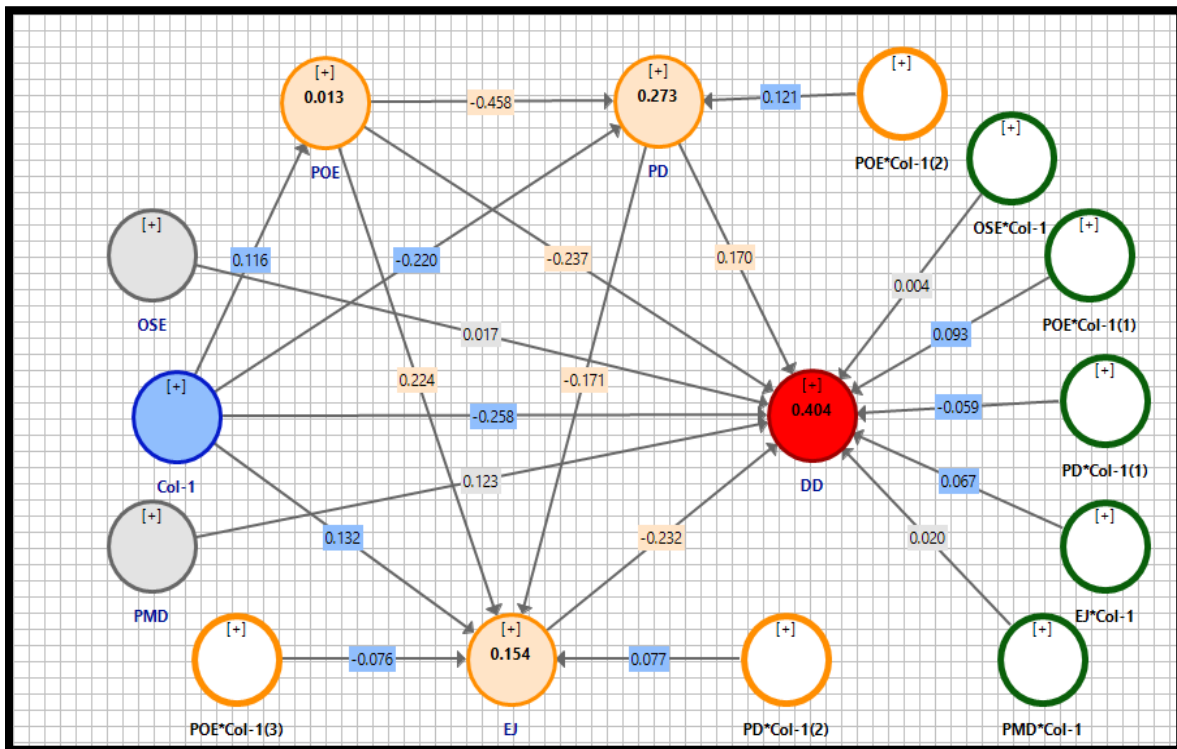 [+]
0.013
POE
-0.458
[+]
0.273
PD
0.121
[+]
POE*Col-1(2)
[+]
OSE*Col-1
[+]
OSE
0.116
-0.220
-0.237
0.170
0.004
[+]
POE*Col-1(1)
0.017
0.093
[+]
Col-1
0.224
-0.171
-0.258
[+]
0.404
DD
-0.059
[+]
PD*Col-1(1)
0.123
0.067
[+]
PMD
0.132
-0.232
0.020
[+]
EJ*Col-1
[+]
POE*Col-1(3)
-0.076
[+]
0.154
EJ
0.077
[+]
PD*Col-1(2)
[+]
PMD*Col-1